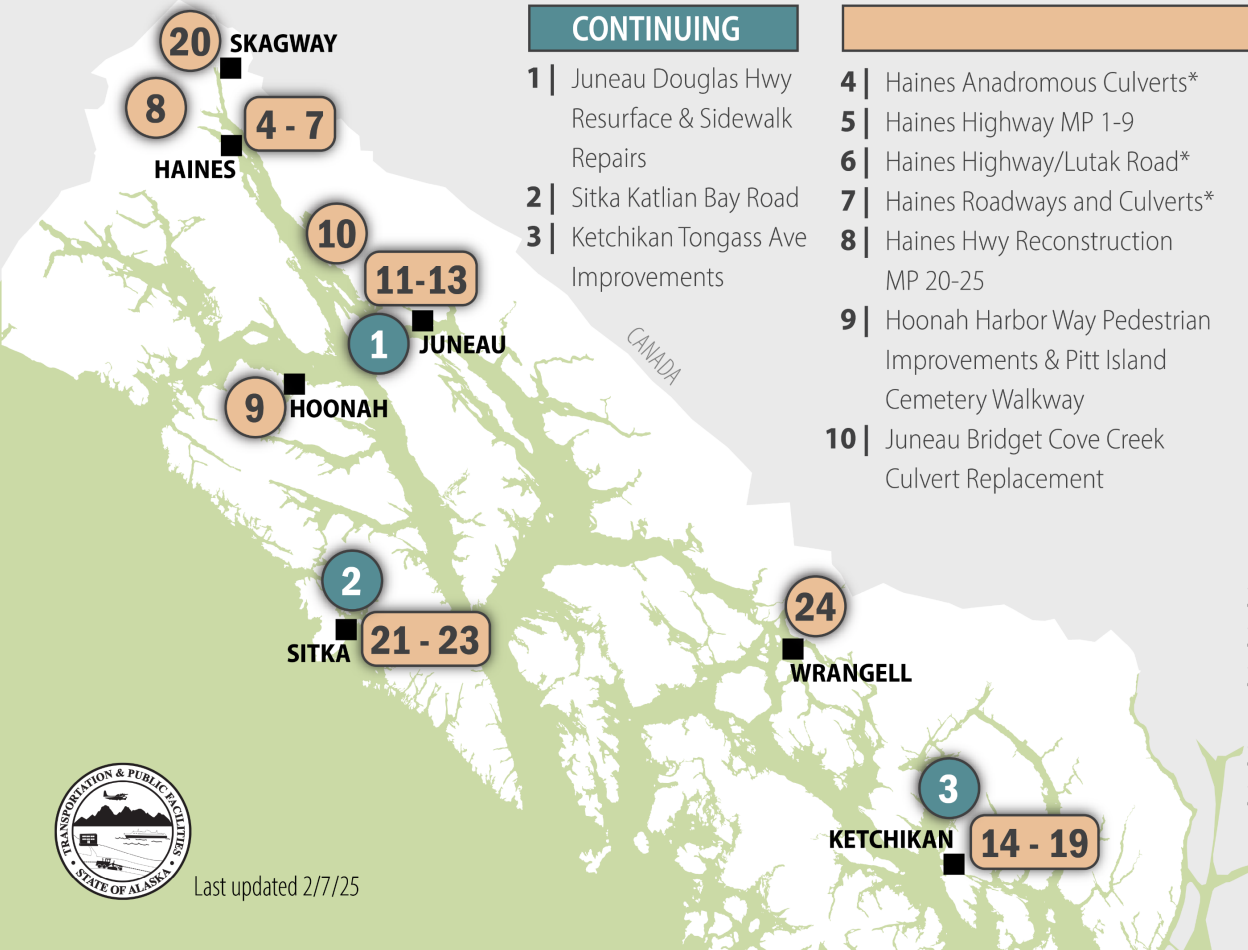 CONTINUING
1 | Juneau Douglas Hwy
Resurface & Sidewalk
Repairs
2 | Sitka Katlian Bay Road
3 | Ketchikan Tongass Ave
Improvements
4 | Haines Anadromous Culverts*
5 | Haines Highway MP 1-9
6 | Haines Highway/Lutak Road*
7 | Haines Roadways and Culverts*
8 | Haines Hwy Reconstruction
MP 20-25
9 | Hoonah Harbor Way Pedestrian
Improvements & Pitt Island
Cemetery Walkway
10 | Juneau Bridget Cove Creek
Culvert Replacement
20
SKAGWAY
8
4 - 7
HAINES
10
11-13
1
JUNEAU
CANADA
9
HOONAH
2
SITKA
21 - 23
24
WRANGELL
3
KETCHIKAN
14 - 19
TRANSPORTATION & PUBLIC FACILITIES
STATE OF ALASKA
Last updated 2/7/25